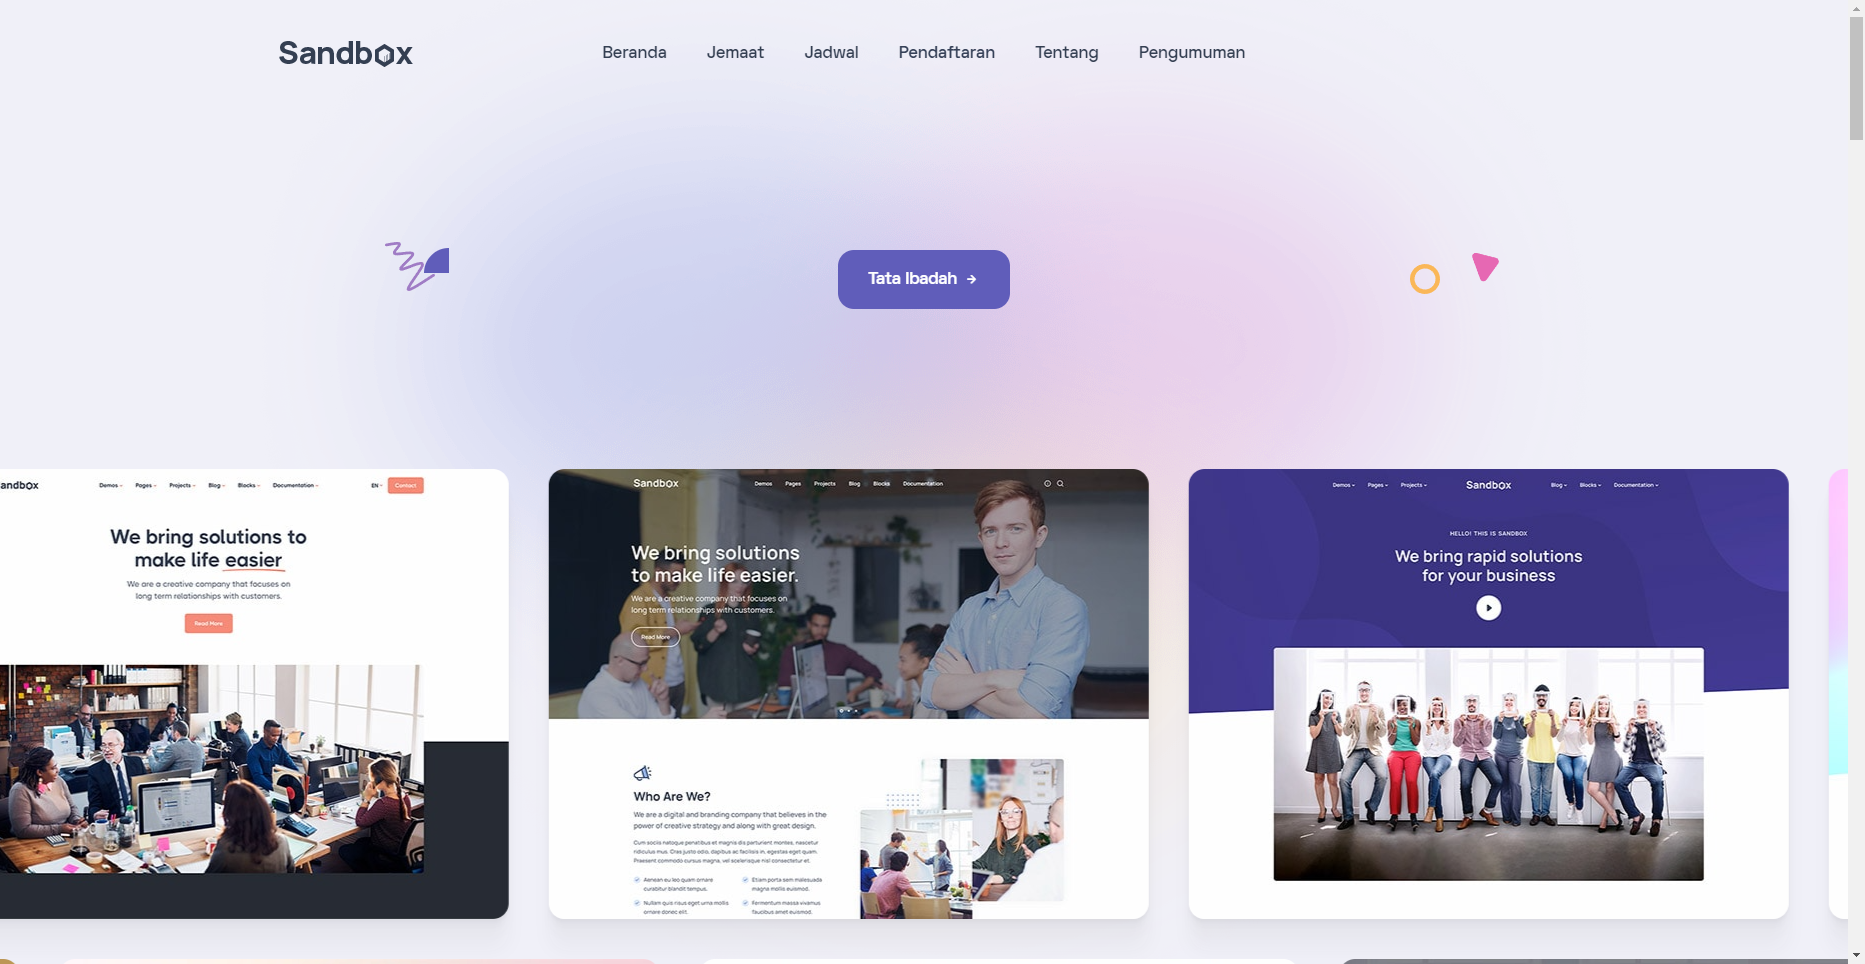 Sandbox
Beranda
Jemaat
Jadwal
Pendaftaran
Tentang
Pengumuman
Tata Ibadah
andbox
Demos
Pages
Projects
Blog
Blocks
Documentation
EN
Contact
We bring solutions to
make life easier
We are a creative company that focuses on
long term relationships with customers.
Read More
Sandbox
Demos
Pages
Projects
Blog
Blocks
Documentation
We bring solutions
to make life easier.
We are a creative company that focuses on
long term relationships with customers.
Read More
Who Are We?
We are a digital and branding company that believes in the
power of creative strategy and along with great design.
Cum sociis natoque penatibus et magnis dis parturient montes, nascetur
ridiculus mus. Cras justo odio, dapibus ac facilisis in, egestas eget quam.
Praesent commodo cursus magna, vel scelerisque nisl consectetur et.
Aenean eu leo quam ornare
curabitur blandit tempus.
Etiam porta sem malesuada
magna mollis euismod.
Nullam quis risus eget urna mollis
ornare donec elit.
Fermentum massa vivamus
faucibus amet euismod.
Demos
Pages
Projects
Sandbox
Blog
Blocks
Documentation
HELLO! THIS IS SANDBOX
We bring rapid solutions
for your business